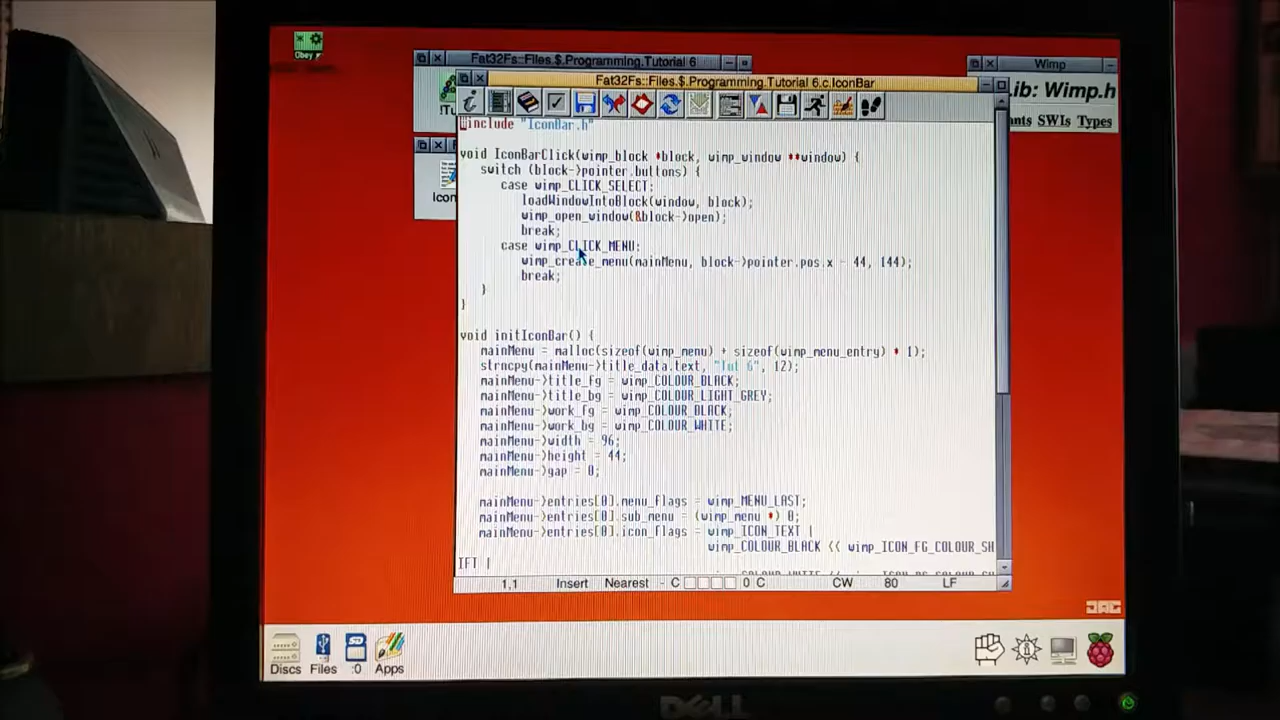 Obey
Fat32Fs::Files.$.Programming.Tutorial 6
Wimp
Fat32Fs::Files.$.Programming.Tutorial 6.c.IconBar
Lib: Wimp.h
SWIs Types
#include "IconBar.h"
void IconBarClick(wimp_block *block, wimp_window **window) {
switch (block->pointer.buttons) {
case wimp_CLICK_SELECT:
loadWindowIntoBlock(window, block);
wimp_open_window(&block->open);
break;
case wimp_CLICK_MENU:
wimp_create_menu(mainMenu, block->pointer.pos.x - 44, 144);
break;
}
}
void initIconBar() {
mainMenu = malloc(sizeof(wimp_menu) + sizeof(wimp_menu_entry) * 1);
strncpy(mainMenu->title_data.text, "Tut 6", 12);
mainMenu->title_fg = wimp_COLOUR_BLACK;
mainMenu->title_bg = wimp_COLOUR_LIGHT_GREY;
mainMenu->work_fg = wimp_COLOUR_BLACK;
mainMenu->work_bg = wimp_COLOUR_WHITE;
mainMenu->width = 96;
mainMenu->height = 44;
mainMenu->gap = 0;
mainMenu->entries[0].menu_flags = wimp_MENU_LAST;
mainMenu->entries[0].sub_menu = (wimp_menu *) 0;
mainMenu->entries[0].icon_flags = wimp_ICON_TEXT |
wimp_COLOUR_BLACK << wimp_ICON_FG_COLOUR_SH
IFT |
1,1 Insert Nearest - C 0 C CW 80 LF
Discs Files :0 Apps
DELL